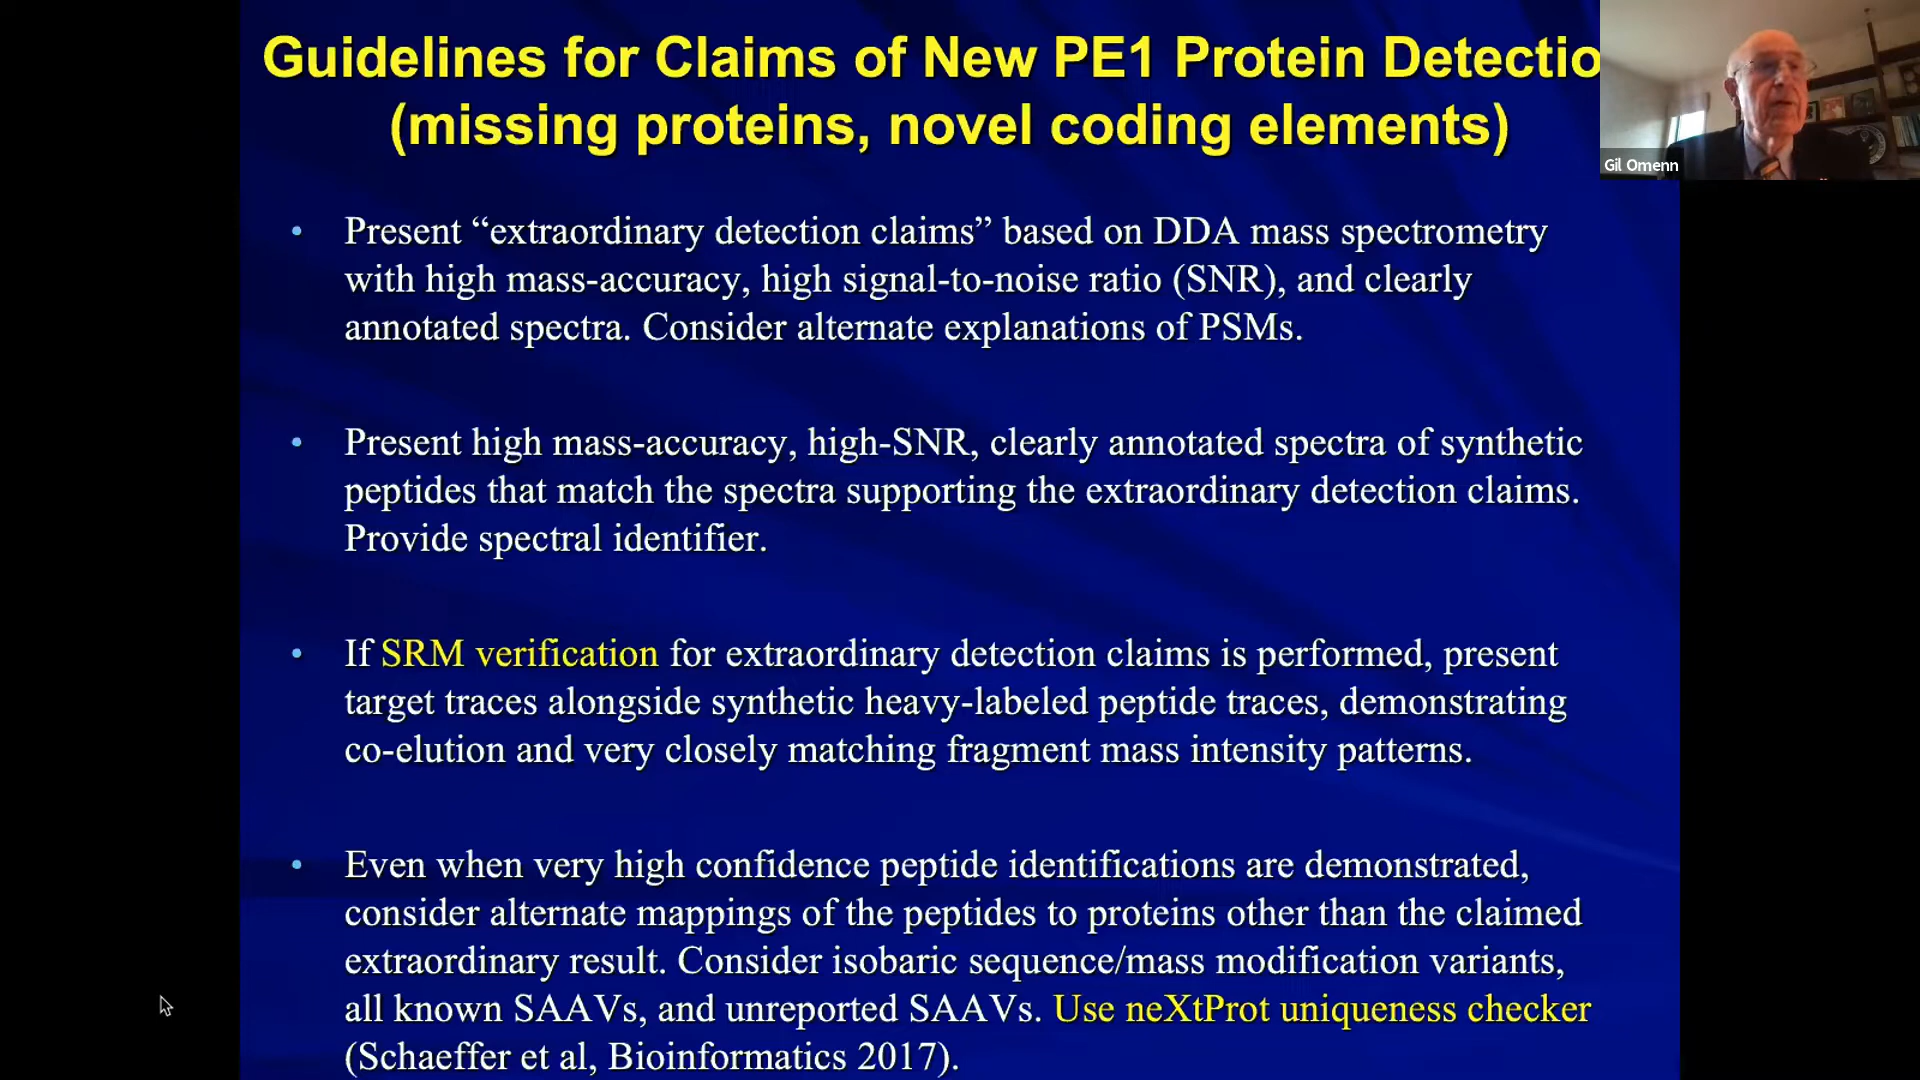 Guidelines for Claims of New PE1 Protein Detectio
(missing proteins, novel coding elements)
Gil Omenn
• Present “extraordinary detection claims” based on DDA mass spectrometry
with high mass-accuracy, high signal-to-noise ratio (SNR), and clearly
annotated spectra. Consider alternate explanations of PSMs.
• Present high mass-accuracy, high-SNR, clearly annotated spectra of synthetic
peptides that match the spectra supporting the extraordinary detection claims.
Provide spectral identifier.
• If SRM verification for extraordinary detection claims is performed, present
target traces alongside synthetic heavy-labeled peptide traces, demonstrating
co-elution and very closely matching fragment mass intensity patterns.
• Even when very high confidence peptide identifications are demonstrated,
consider alternate mappings of the peptides to proteins other than the claimed
extraordinary result. Consider isobaric sequence/mass modification variants,
all known SAAVs, and unreported SAAVs. Use neXtProt uniqueness checker
(Schaeffer et al, Bioinformatics 2017).